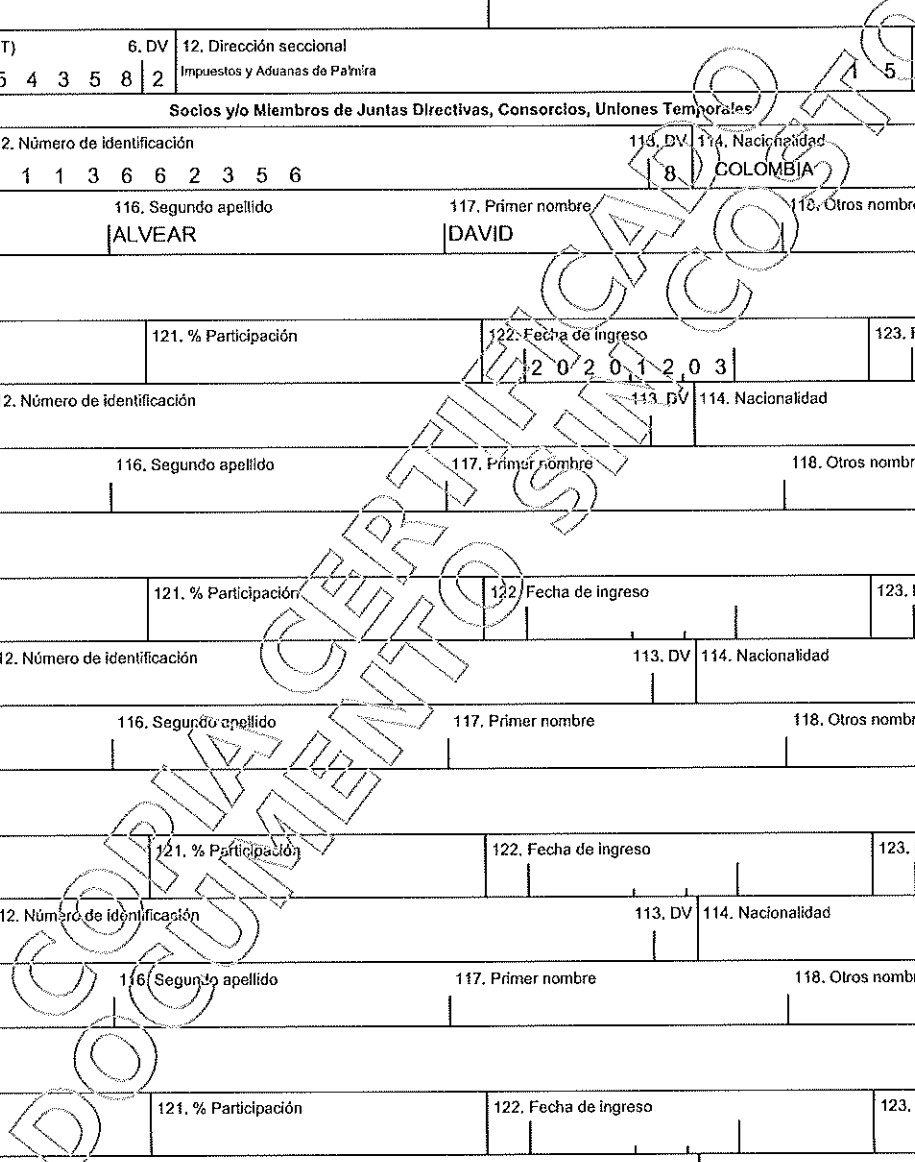 T) 6. DV 12. Dirección seccional
5 4 3 5 8 2 Impuestos y Aduanas de Palmira 1 5
Socios y/o Miembros de Juntas Directivas, Consorcios, Uniones Temporales
2. Número de identificación 113. DV 114. Nacionalidad
1 1 3 6 6 2 3 5 6 8 COLOMBIA
116. Segundo apellido 117. Primer nombre 118. Otros nombre
ALVEAR DAVID
121. % Participación 122. Fecha de ingreso 123.
2 0 2 0 1 2 0 3
12. Número de identificación 113. DV 114. Nacionalidad
116. Segundo apellido 117. Primer nombre 118. Otros nombr
121. % Participación 122. Fecha de ingreso 123.
12. Número de identificación 113. DV 114. Nacionalidad
116. Segundo apellido 117. Primer nombre 118. Otros nombr
121. % Participación 122. Fecha de ingreso 123.
12. Número de identificación 113. DV 114. Nacionalidad
116. Segundo apellido 117. Primer nombre 118. Otros nombr
121. % Participación 122. Fecha de ingreso 123.
COPIA CERTIFICADO
DOCUMENTO SIN COSTO